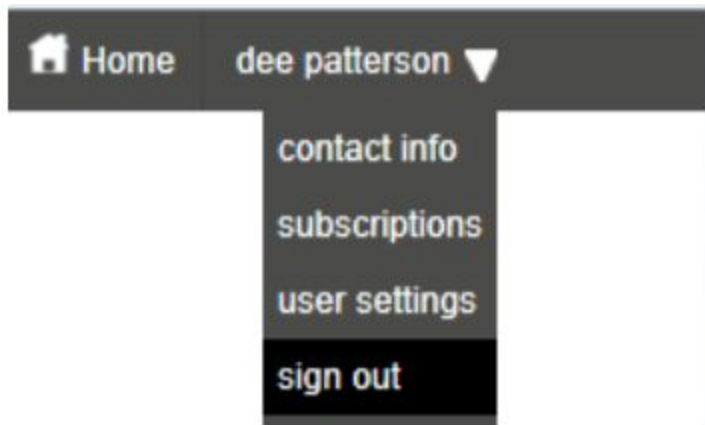 Home dee patterson
contact info
subscriptions
user settings
sign out